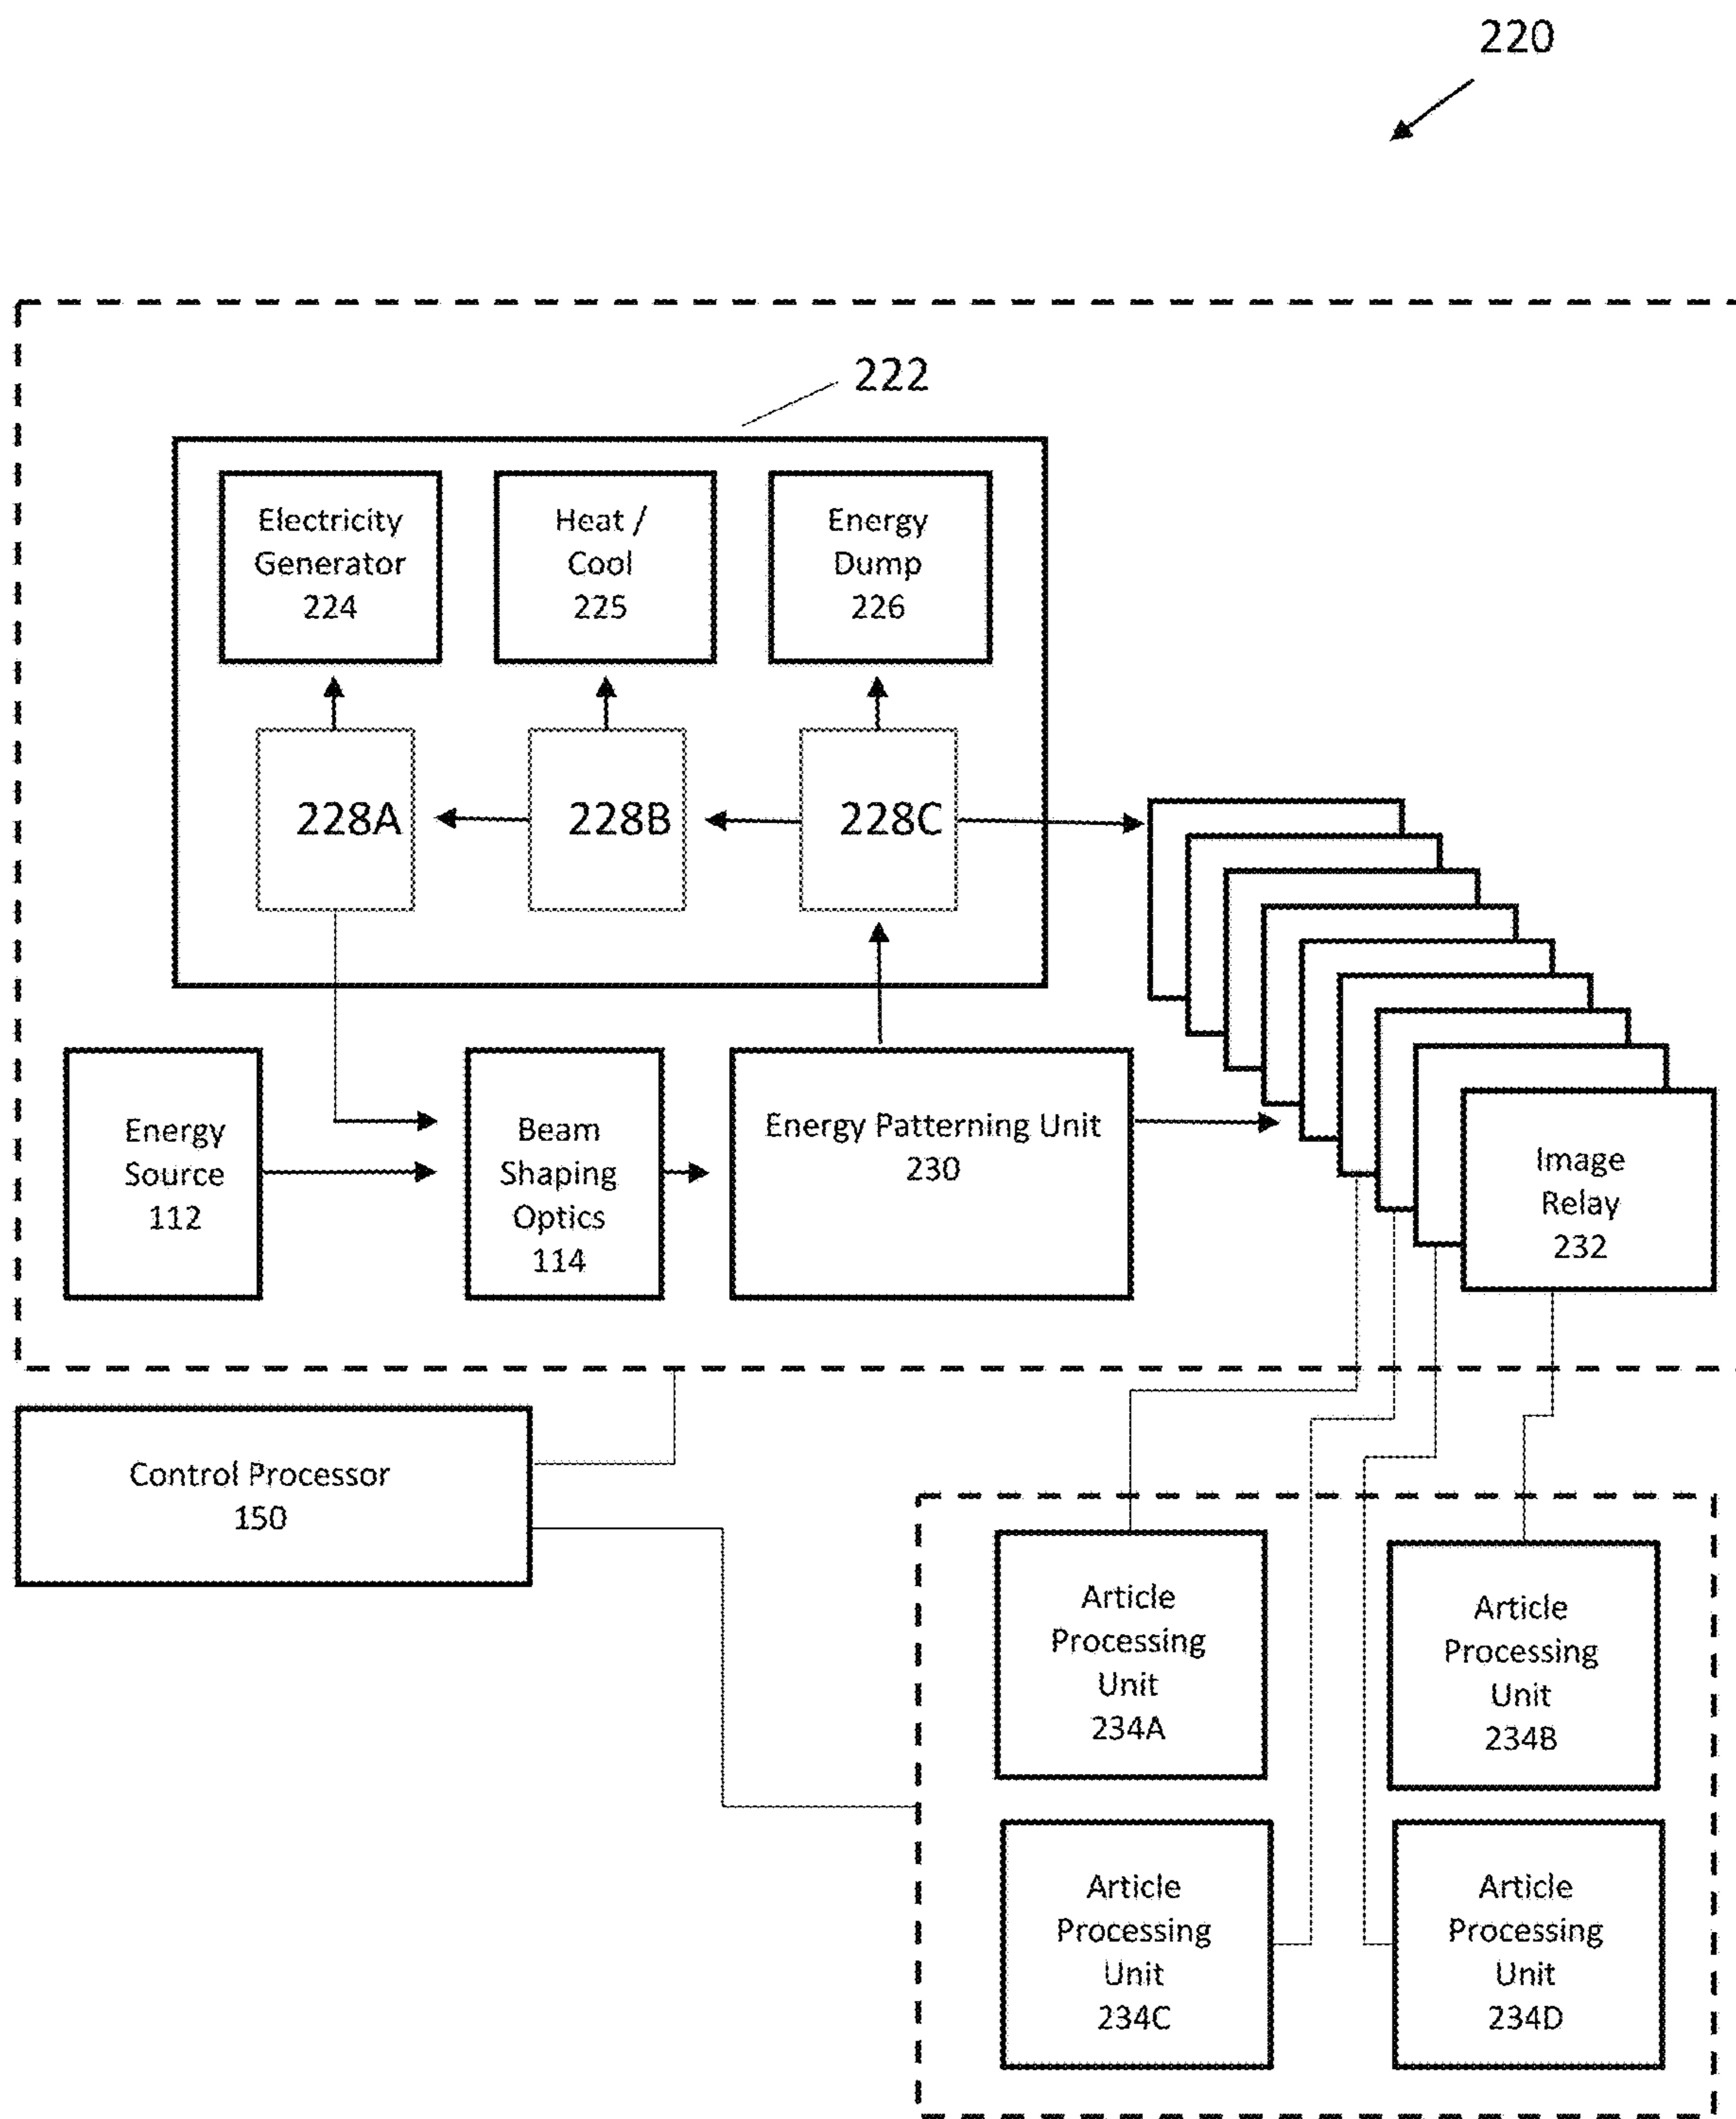 220
222
Electricity
Generator
224
Heat /
Cool
225
Energy
Dump
226
228A
228B
228C
Energy
Source
112
Beam
Shaping
Optics
114
Energy Patterning Unit
230
Image
Relay
232
Control Processor
150
Article
Processing
Unit
234A
Article
Processing
Unit
234B
Article
Processing
Unit
234C
Article
Processing
Unit
234D